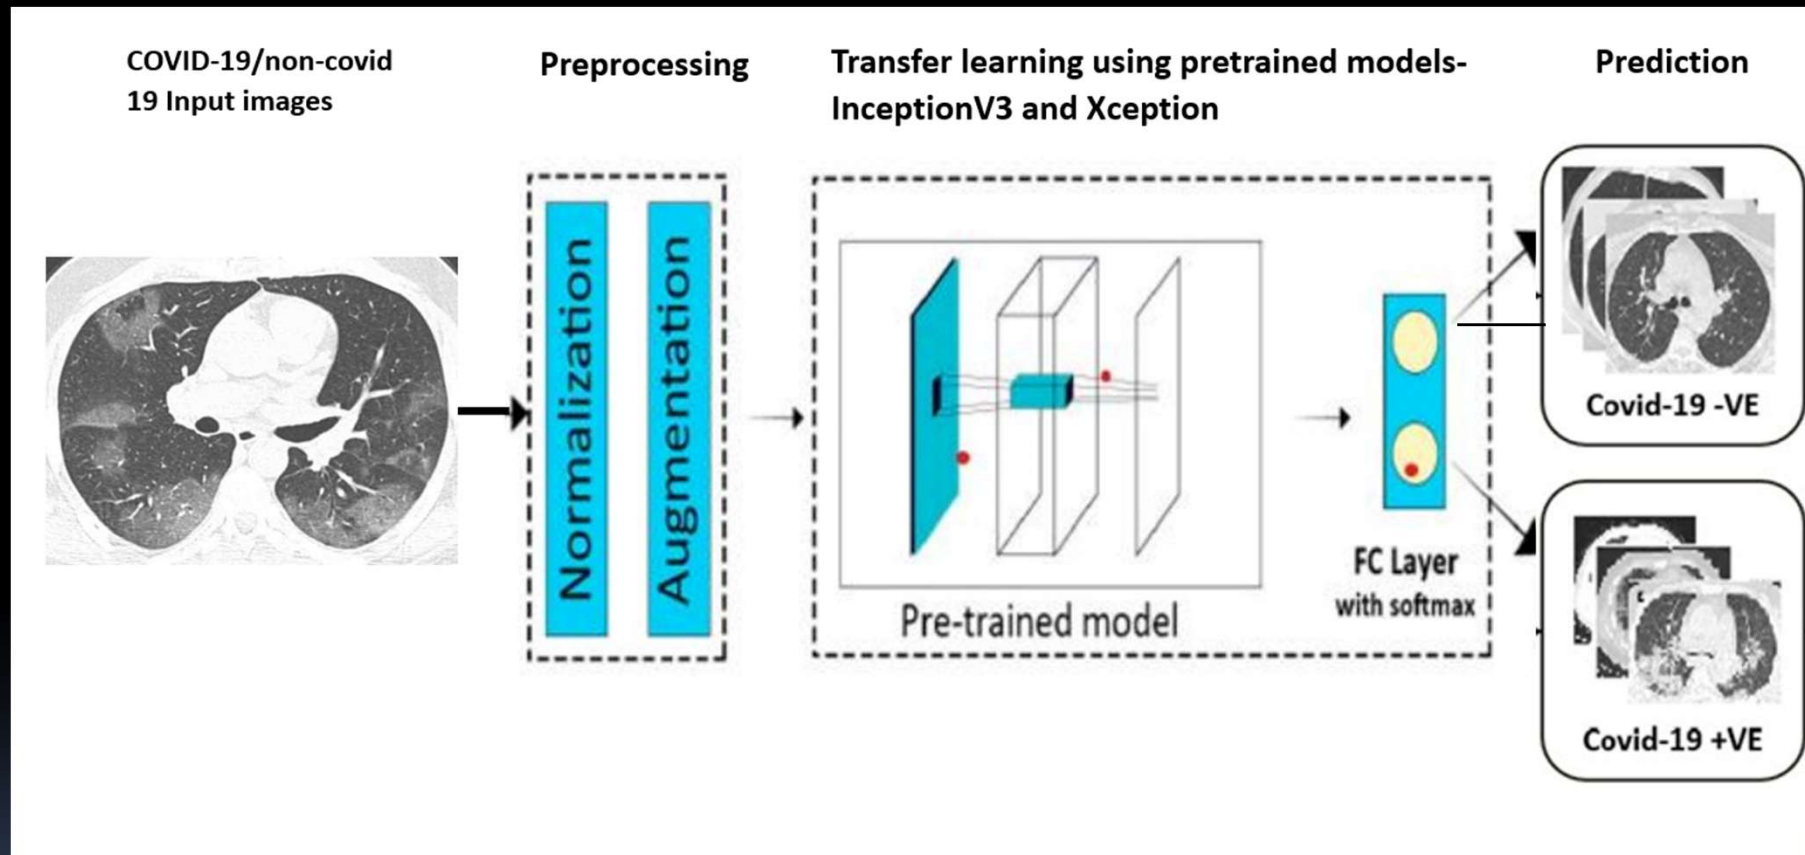 COVID-19/non-covid
19 Input images
Preprocessing
Transfer learning using pretrained models-
InceptionV3 and Xception
Prediction
Normalization
Augmentation
Pre-trained model
FC Layer
with softmax
Covid-19 -VE
Covid-19 +VE